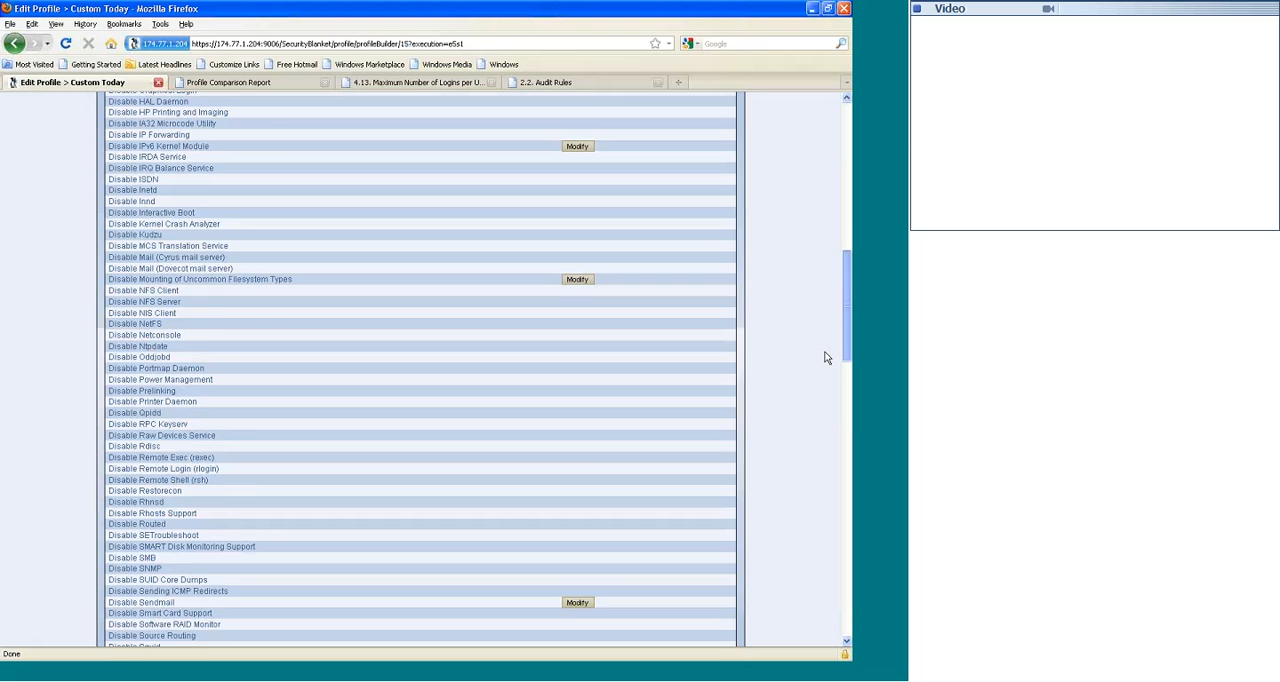 Edit Profile > Custom Today - Mozilla Firefox
File Edit View History Bookmarks Tools Help
174.77.1.204 https://174.77.1.204:9006/SecurityBlanket/profile/profileBuilder/15?execution=e5s1
Google
Most Visited Getting Started Latest Headlines Customize Links Free Hotmail Windows Marketplace Windows Media Windows
Edit Profile > Custom Today Profile Comparison Report 4.13. Maximum Number of Logins per U... 2.2. Audit Rules
Disable Graphical Login
Disable HAL Daemon
Disable HP Printing and Imaging
Disable IA32 Microcode Utility
Disable IP Forwarding
Disable IPv6 Kernel Module Modify
Disable IRDA Service
Disable IRQ Balance Service
Disable ISDN
Disable Inetd
Disable Innd
Disable Interactive Boot
Disable Kernel Crash Analyzer
Disable Kudzu
Disable MCS Translation Service
Disable Mail (Cyrus mail server)
Disable Mail (Dovecot mail server)
Disable Mounting of Uncommon Filesystem Types Modify
Disable NFS Client
Disable NFS Server
Disable NIS Client
Disable NetFS
Disable Netconsole
Disable Ntpdate
Disable Oddjobd
Disable Portmap Daemon
Disable Power Management
Disable Prelinking
Disable Printer Daemon
Disable Qpidd
Disable RPC Keyserv
Disable Raw Devices Service
Disable Rdisc
Disable Remote Exec (rexec)
Disable Remote Login (rlogin)
Disable Remote Shell (rsh)
Disable Restorecon
Disable Rhnsd
Disable Rhosts Support
Disable Routed
Disable SETroubleshoot
Disable SMART Disk Monitoring Support
Disable SMB
Disable SNMP
Disable SUID Core Dumps
Disable Sending ICMP Redirects
Disable Sendmail Modify
Disable Smart Card Support
Disable Software RAID Monitor
Disable Source Routing
Disable Squid
Done
Video